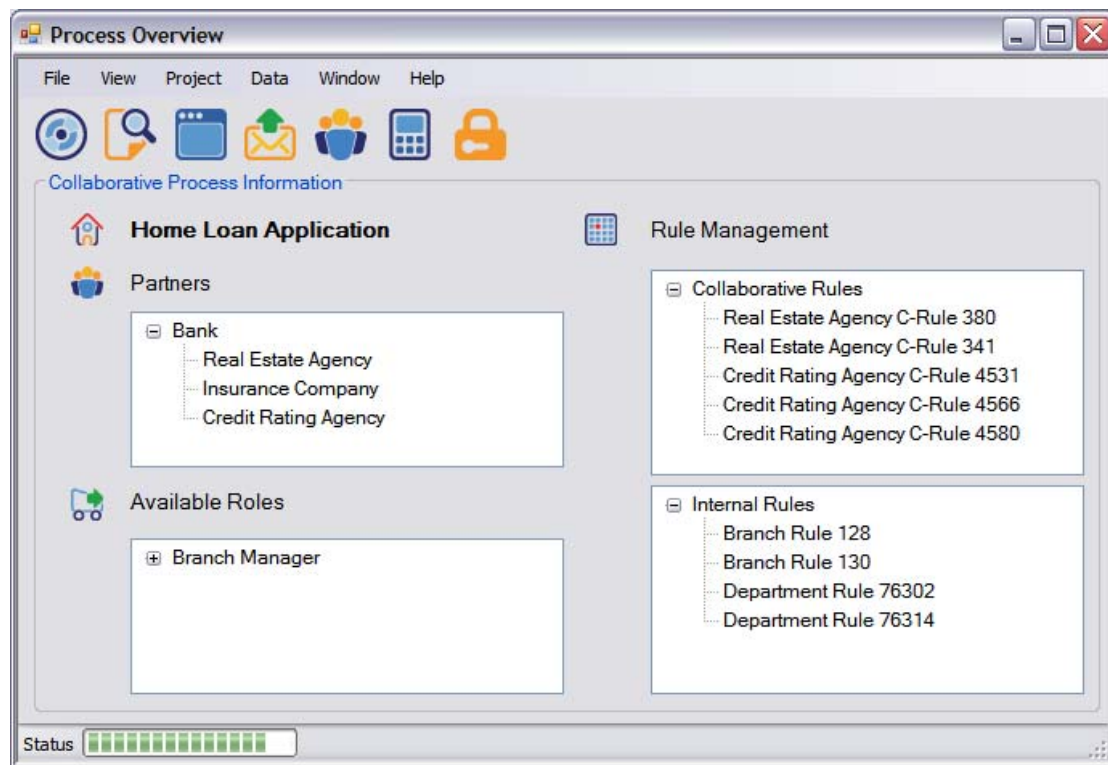 Process Overview
File View Project Data Window Help
Collaborative Process Information
Home Loan Application
Partners
Bank
Real Estate Agency
Insurance Company
Credit Rating Agency
Available Roles
Branch Manager
Rule Management
Collaborative Rules
Real Estate Agency C-Rule 380
Real Estate Agency C-Rule 341
Credit Rating Agency C-Rule 4531
Credit Rating Agency C-Rule 4566
Credit Rating Agency C-Rule 4580
Internal Rules
Branch Rule 128
Branch Rule 130
Department Rule 76302
Department Rule 76314
Status